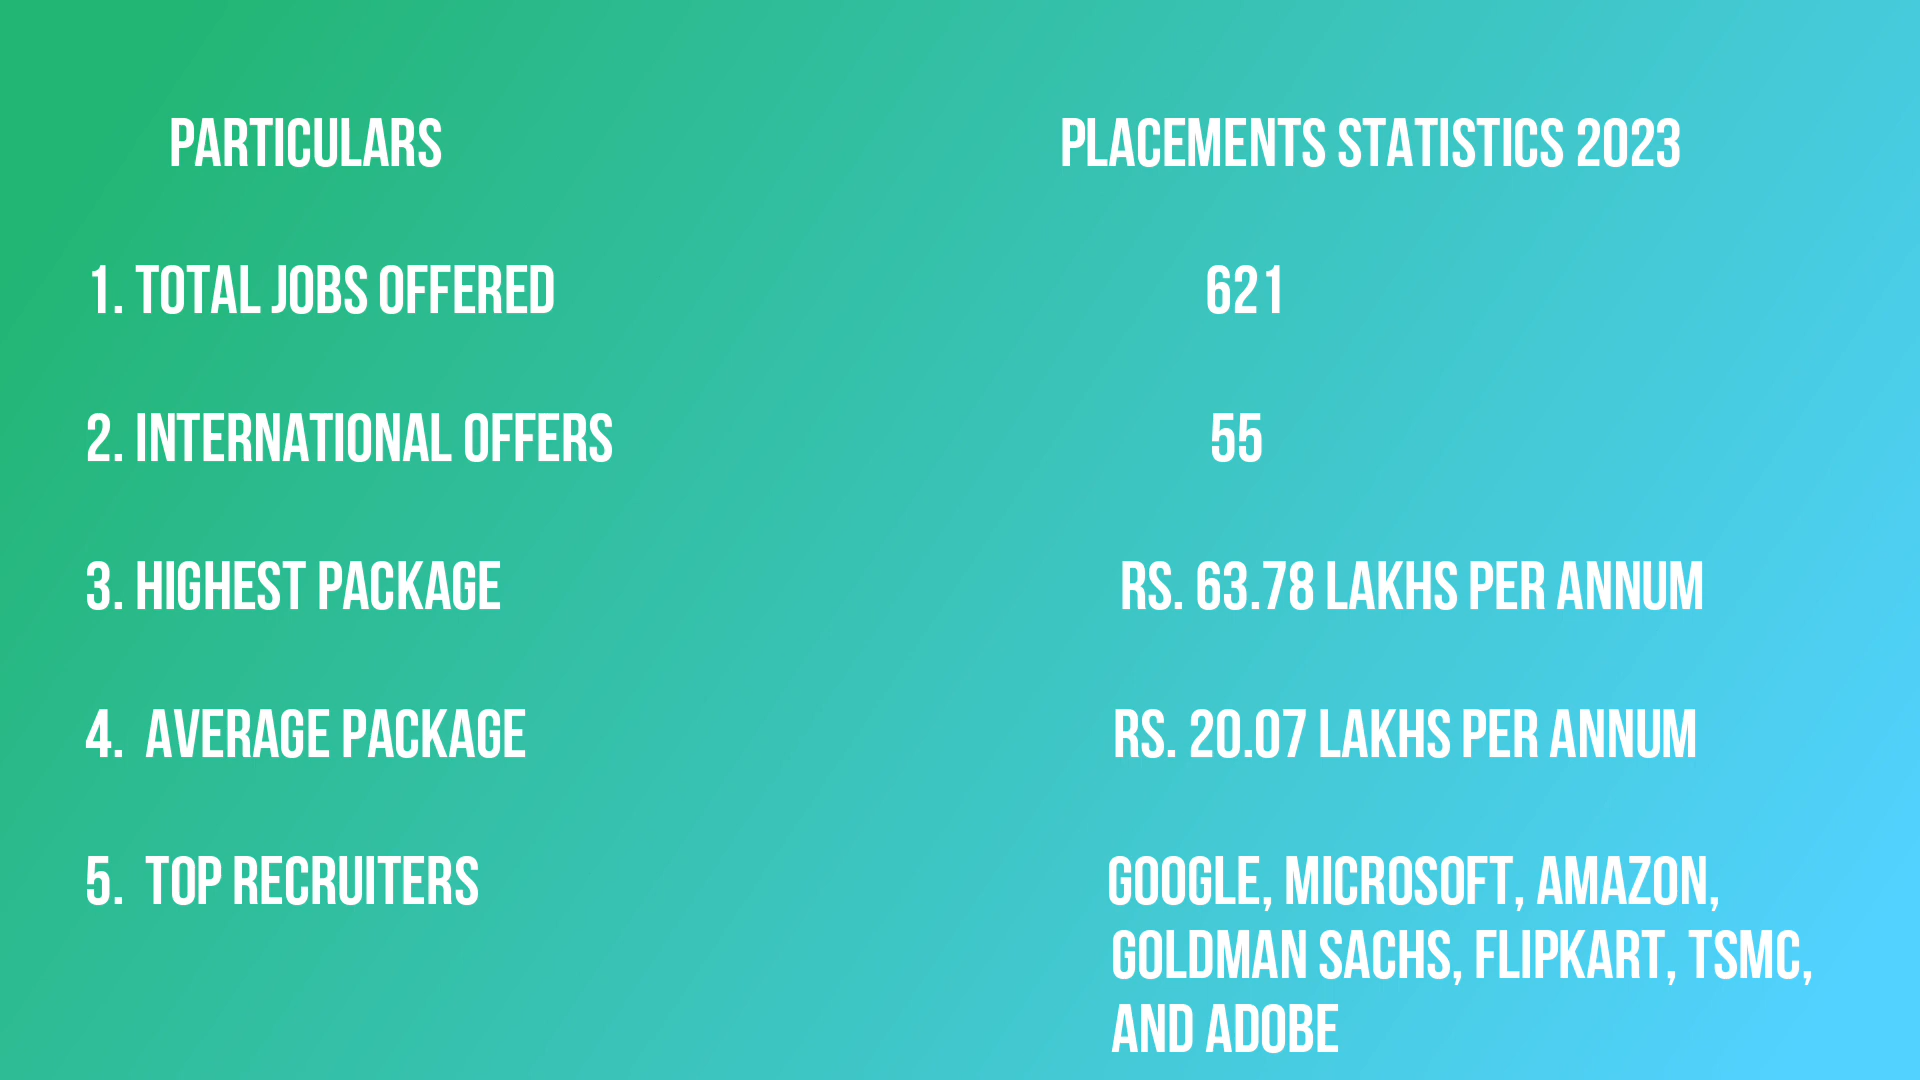 PARTICULARS PLACEMENTS STATISTICS 2023
1. TOTAL JOBS OFFERED 621
2. INTERNATIONAL OFFERS 55
3. HIGHEST PACKAGE RS. 63.78 LAKHS PER ANNUM
4. AVERAGE PACKAGE RS. 20.07 LAKHS PER ANNUM
5. TOP RECRUITERS GOOGLE, MICROSOFT, AMAZON,
GOLDMAN SACHS, FLIPKART, TSMC,
AND ADOBE